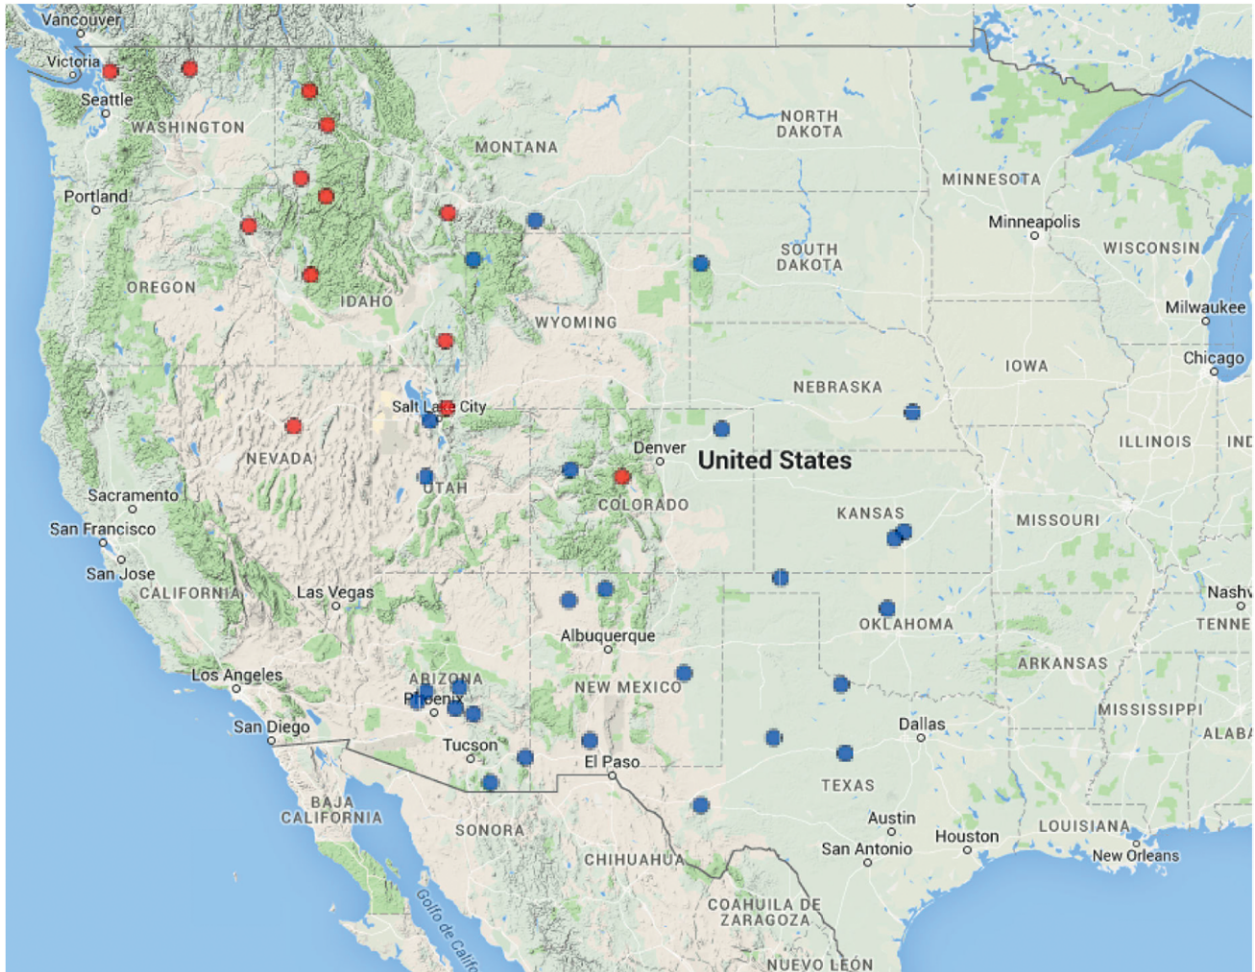 Vancouver
Victoria
Seattle
WASHINGTON
NORTH
DAKOTA
MONTANA
MINNESOTA
Portland
Minneapolis
WISCONSIN
SOUTH
DAKOTA
OREGON
IDAHO
WYOMING
Milwaukee
Chicago
IOWA
NEBRASKA
Salt Lake City
ILLINOIS
IND
Denver
United States
NEVADA
UTAH
Sacramento
COLORADO
KANSAS
MISSOURI
San Francisco
San Jose
CALIFORNIA
Las Vegas
Nashv
TENNE
OKLAHOMA
Albuquerque
ARKANSAS
Los Angeles
ARIZONA
NEW MEXICO
Phoenix
MISSISSIPPI
San Diego
Dallas
ALABA
Tucson
El Paso
TEXAS
BAJA
CALIFORNIA
Austin
LOUISIANA
SONORA
Houston
San Antonio
New Orleans
CHIHUAHUA
COAHUILA DE
ZARAGOZA
Golfo de Califo
NUEVO LEÓN